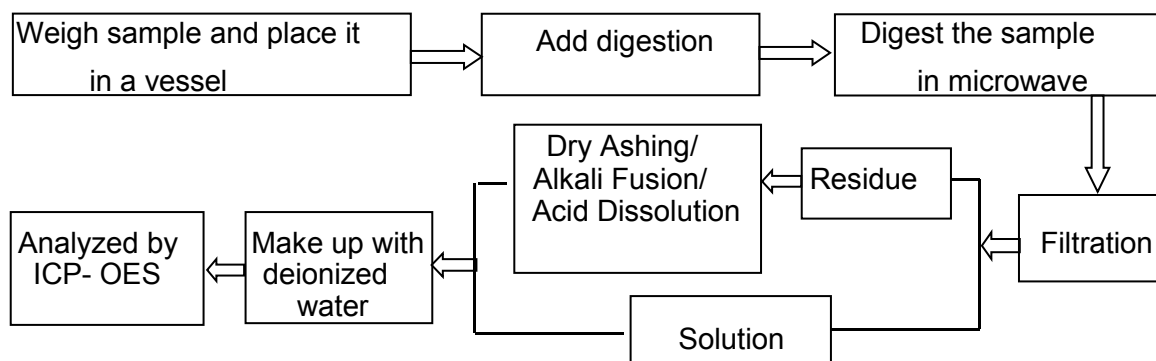 Weigh sample and place it
in a vessel
Add digestion
Digest the sample
in microwave
Filtration
Residue
Dry Ashing/
Alkali Fusion/
Acid Dissolution
Solution
Make up with
deionized
water
Analyzed by
ICP- OES